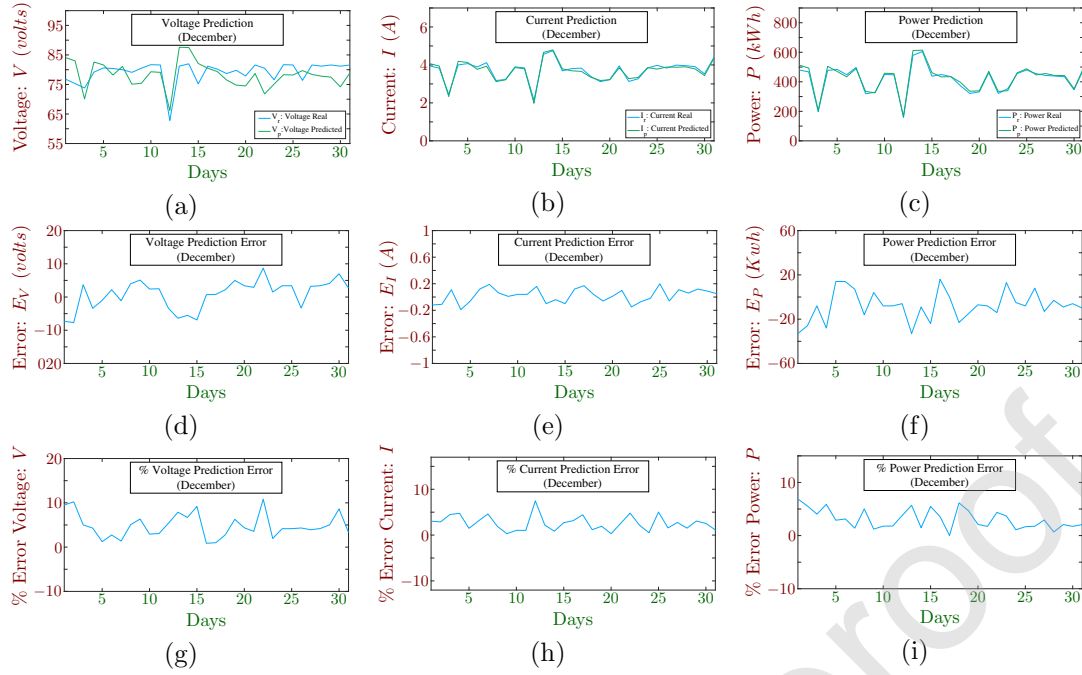 Voltage: V (volts)
95
85
75
65
55
Voltage Prediction
(December)
V_r: Voltage Real
V_p:Voltage Predicted
5
10
15
20
25
30
Days
(a)
Current: I (A)
6
4
2
0
Current Prediction
(December)
I_r: Current Real
I_p: Current Predicted
5
10
15
20
25
30
Days
(b)
Power: P (kWh)
800
600
400
200
0
Power Prediction
(December)
P_r: Power Real
P_p: Power Predicted
5
10
15
20
25
30
Days
(c)
Error: E_V (volts)
20
10
0
−10
020
Voltage Prediction Error
(December)
5
10
15
20
25
30
Days
(d)
Error: E_I (A)
1
0.6
0.2
−0.2
−0.6
−1
Current Prediction Error
(December)
5
10
15
20
25
30
Days
(e)
Error: E_P (Kwh)
60
20
−20
−60
Power Prediction Error
(December)
5
10
15
20
25
30
Days
(f)
% Error Voltage: V
20
10
0
−10
% Voltage Prediction Error
(December)
5
10
15
20
25
30
Days
(g)
% Error Current: I
10
0
−10
% Current Prediction Error
(December)
5
10
15
20
25
30
Days
(h)
% Error Power: P
10
0
−10
% Power Prediction Error
(December)
5
10
15
20
25
30
Days
(i)
roof